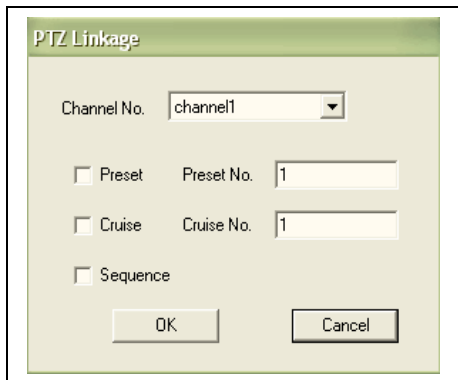 PTZ Linkage
Channel No. channel1
Preset Preset No. 1
Cruise Cruise No. 1
Sequence
OK Cancel